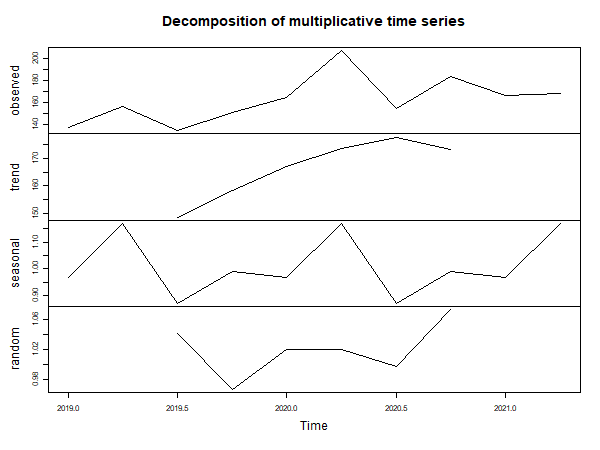 Decomposition of multiplicative time series
observed
140 160 180 200
trend
150 160 170
seasonal
0.90 1.00 1.10
random
0.98 1.02 1.06
2019.0 2019.5 2020.0 2020.5 2021.0
Time